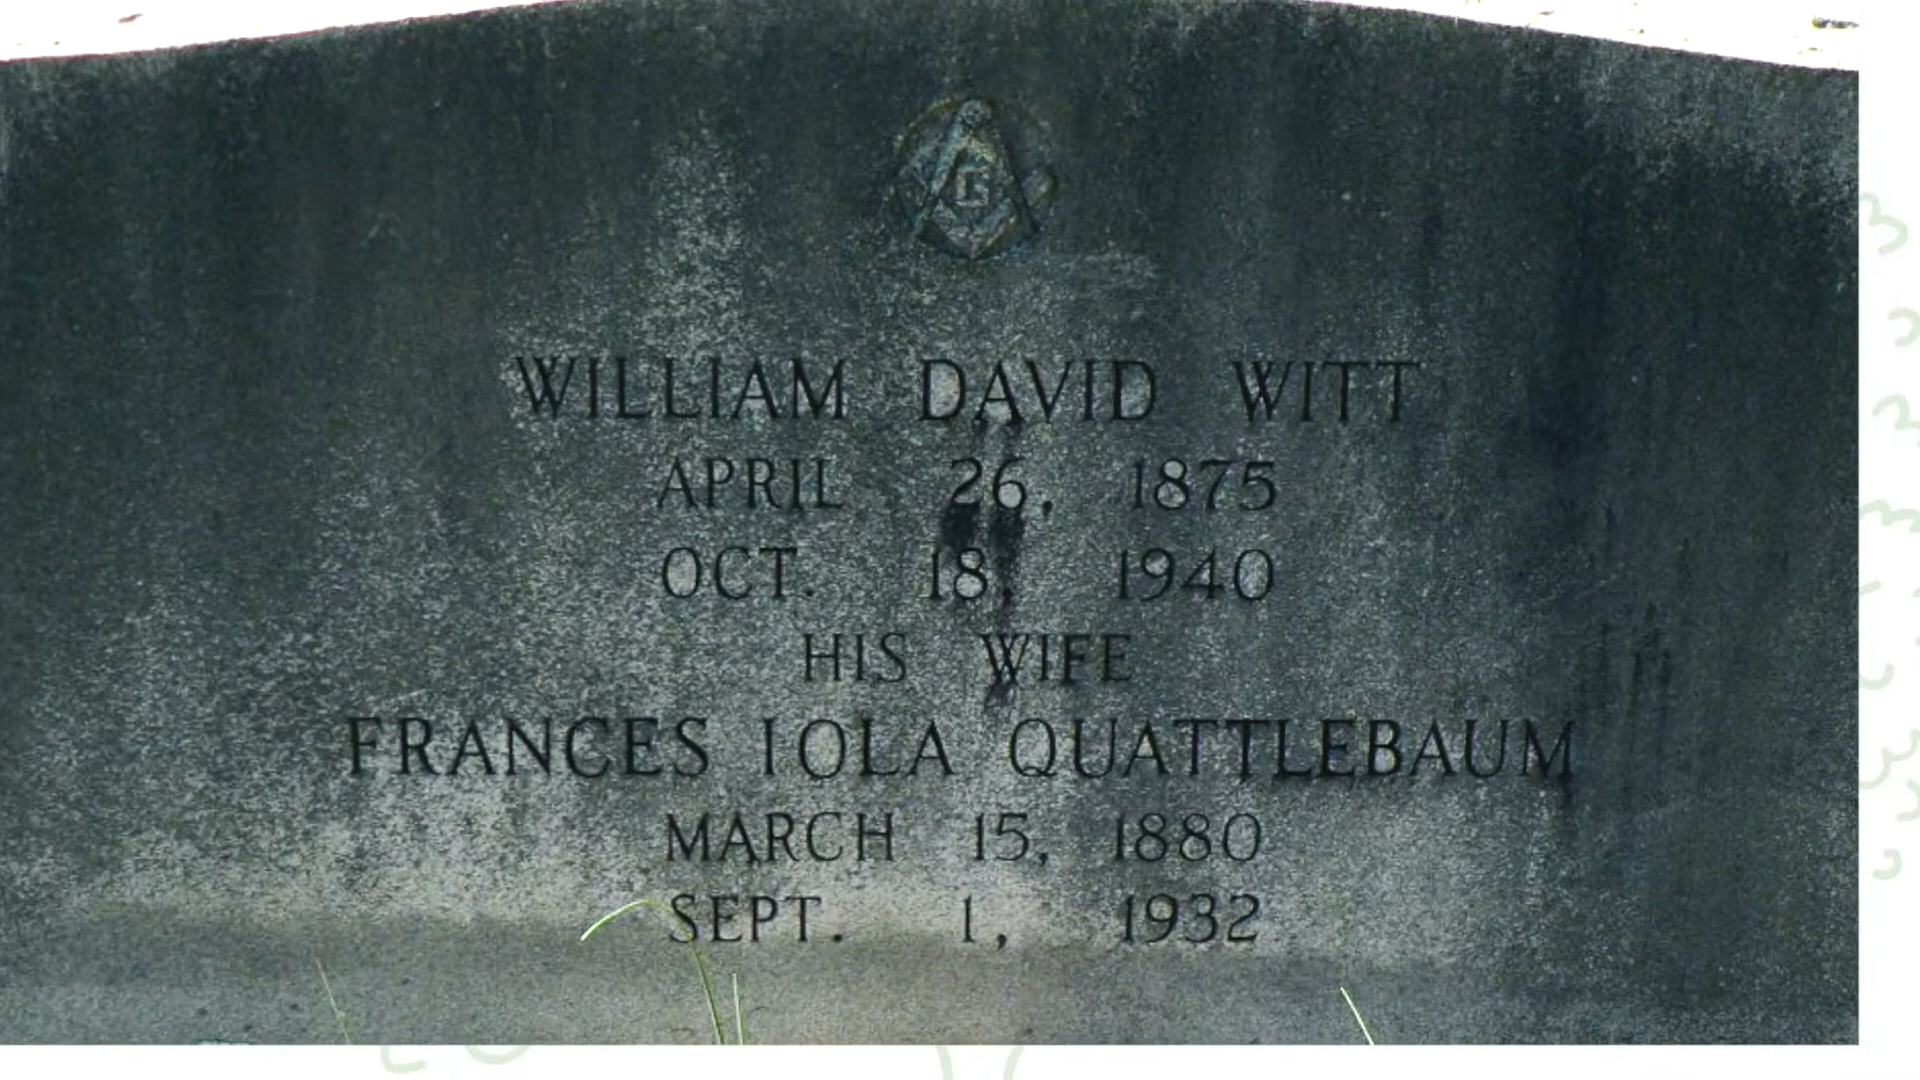 G
WILLIAM DAVID WITT
APRIL 26, 1875
OCT. 18, 1940
HIS WIFE
FRANCES IOLA QUATTLEBAUM
MARCH 15, 1880
SEPT. 1, 1932